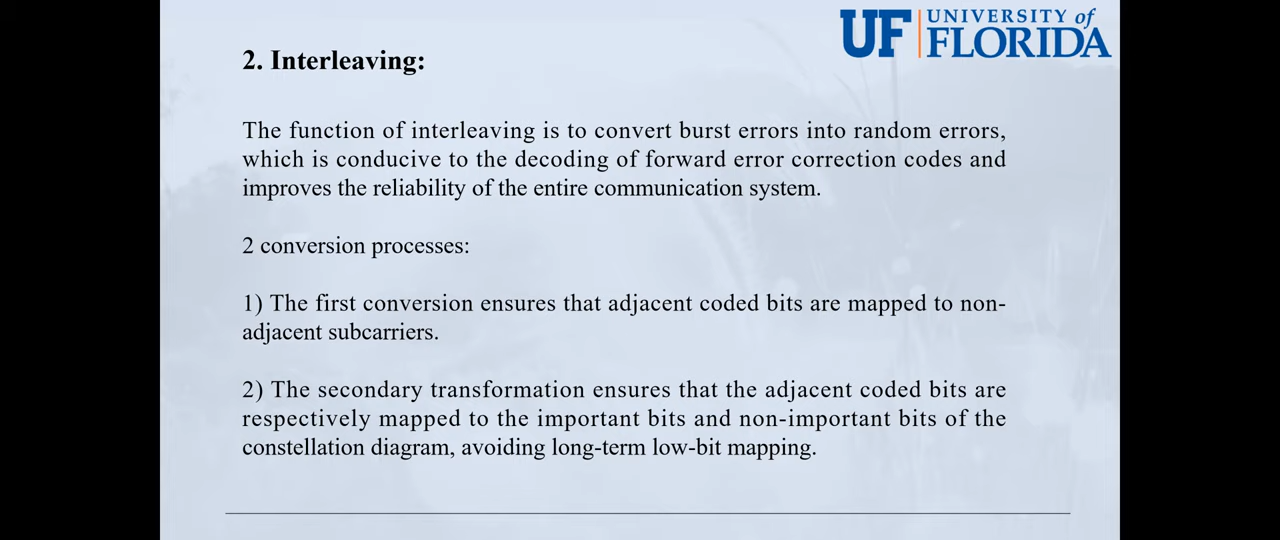 UF UNIVERSITY of
FLORIDA
2. Interleaving:
The function of interleaving is to convert burst errors into random errors,
which is conducive to the decoding of forward error correction codes and
improves the reliability of the entire communication system.
2 conversion processes:
1) The first conversion ensures that adjacent coded bits are mapped to non-
adjacent subcarriers.
2) The secondary transformation ensures that the adjacent coded bits are
respectively mapped to the important bits and non-important bits of the
constellation diagram, avoiding long-term low-bit mapping.